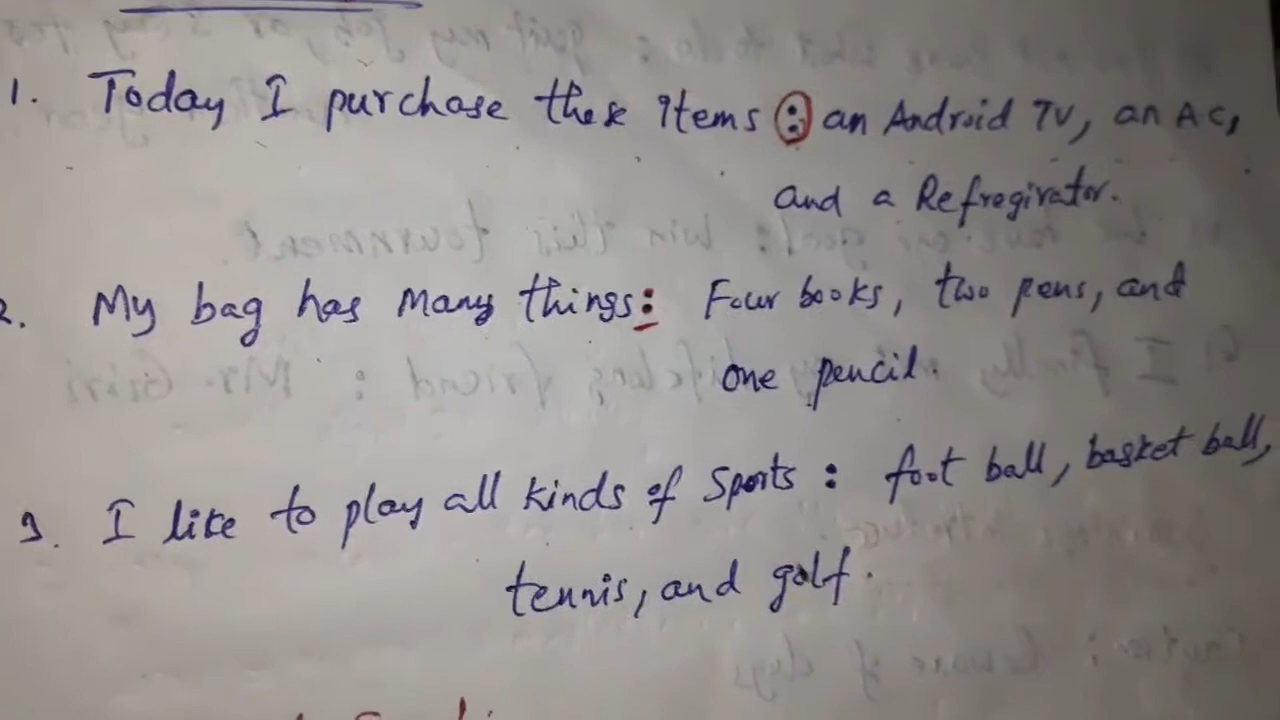 1. Today I purchase these items : an Android TV, an AC,
and a Refregirator.
2. My bag has many things: Four books, two pens, and
one pencil.
3. I like to play all kinds of Sports : foot ball, basket ball,
tennis, and golf.